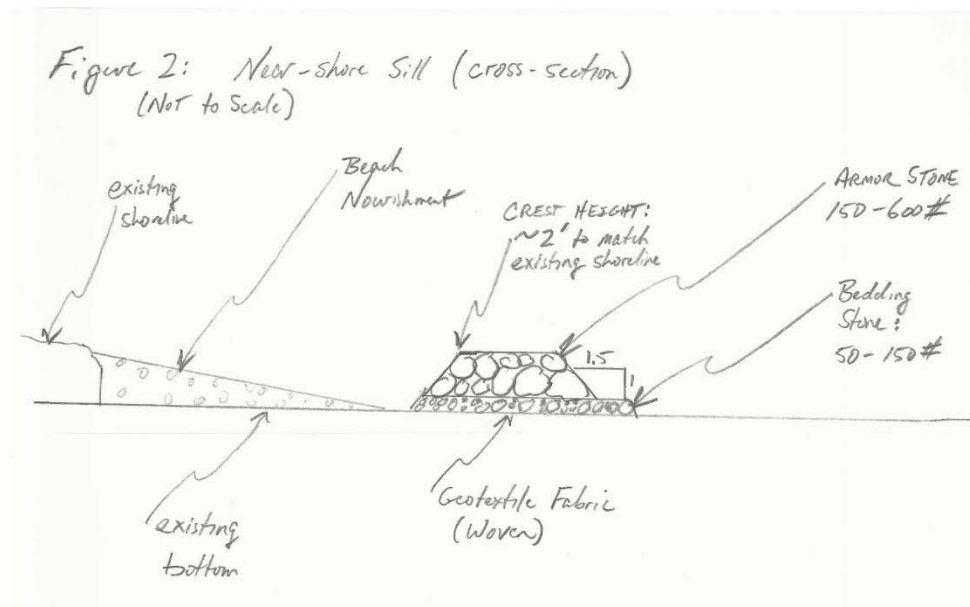 Figure 2: Near-shore Sill (cross-section)
(Not to Scale)
existing
shoreline
Beach
Nourishment
CREST HEIGHT:
~2' to match
existing shoreline
ARMOR STONE
150-600#
Bedding
Stone:
50-150#
1.5
1
existing
bottom
Geotextile Fabric
(Woven)